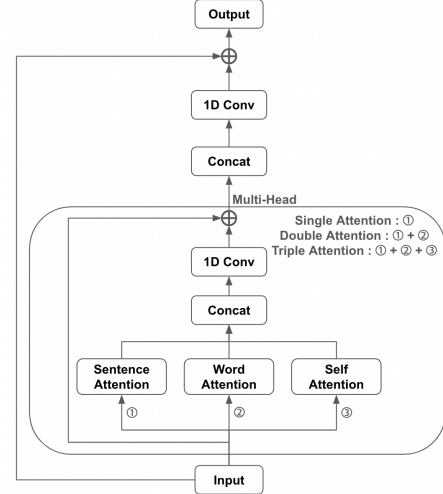 Output
1D Conv
Concat
Multi-Head
Single Attention : ①
Double Attention : ① + ②
Triple Attention : ① + ② + ③
1D Conv
Concat
Sentence
Attention
Word
Attention
Self
Attention
①
②
③
Input